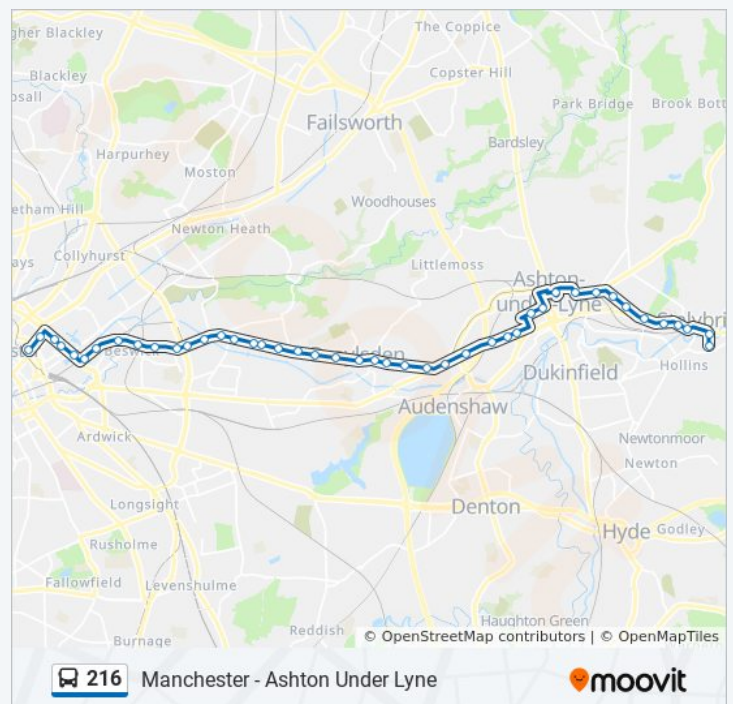 The Coppice
gher Blackley
Copster Hill
Blackley
psall
Park Bridge
Brook Bott
Failsworth
Bardsley
Harpurhey
Moston
Woodhouses
etham Hill
Newton Heath
Collyhurst
ays
Littlemoss
Ashton-
under-Lyne
Stalybri
Beswick
Hollins
Dukinfield
Audenshaw
Ardwick
Newtonmoor
Newton
Longsight
Denton
Hyde
Godley
Rusholme
Fallowfield
Levenshulme
Haughton Green
Reddish
Burnage
© OpenStreetMap contributors | © OpenMapTiles
216 Manchester - Ashton Under Lyne
moovit